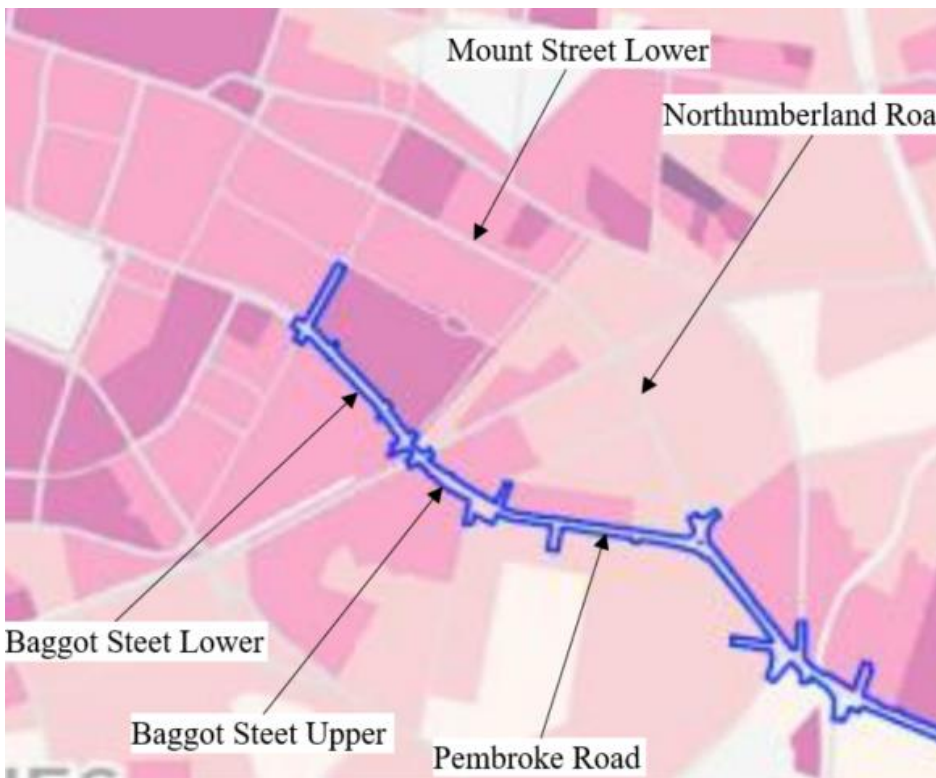 Mount Street Lower
Northumberland Roa
Baggot Steet Lower
Baggot Steet Upper
Pembroke Road